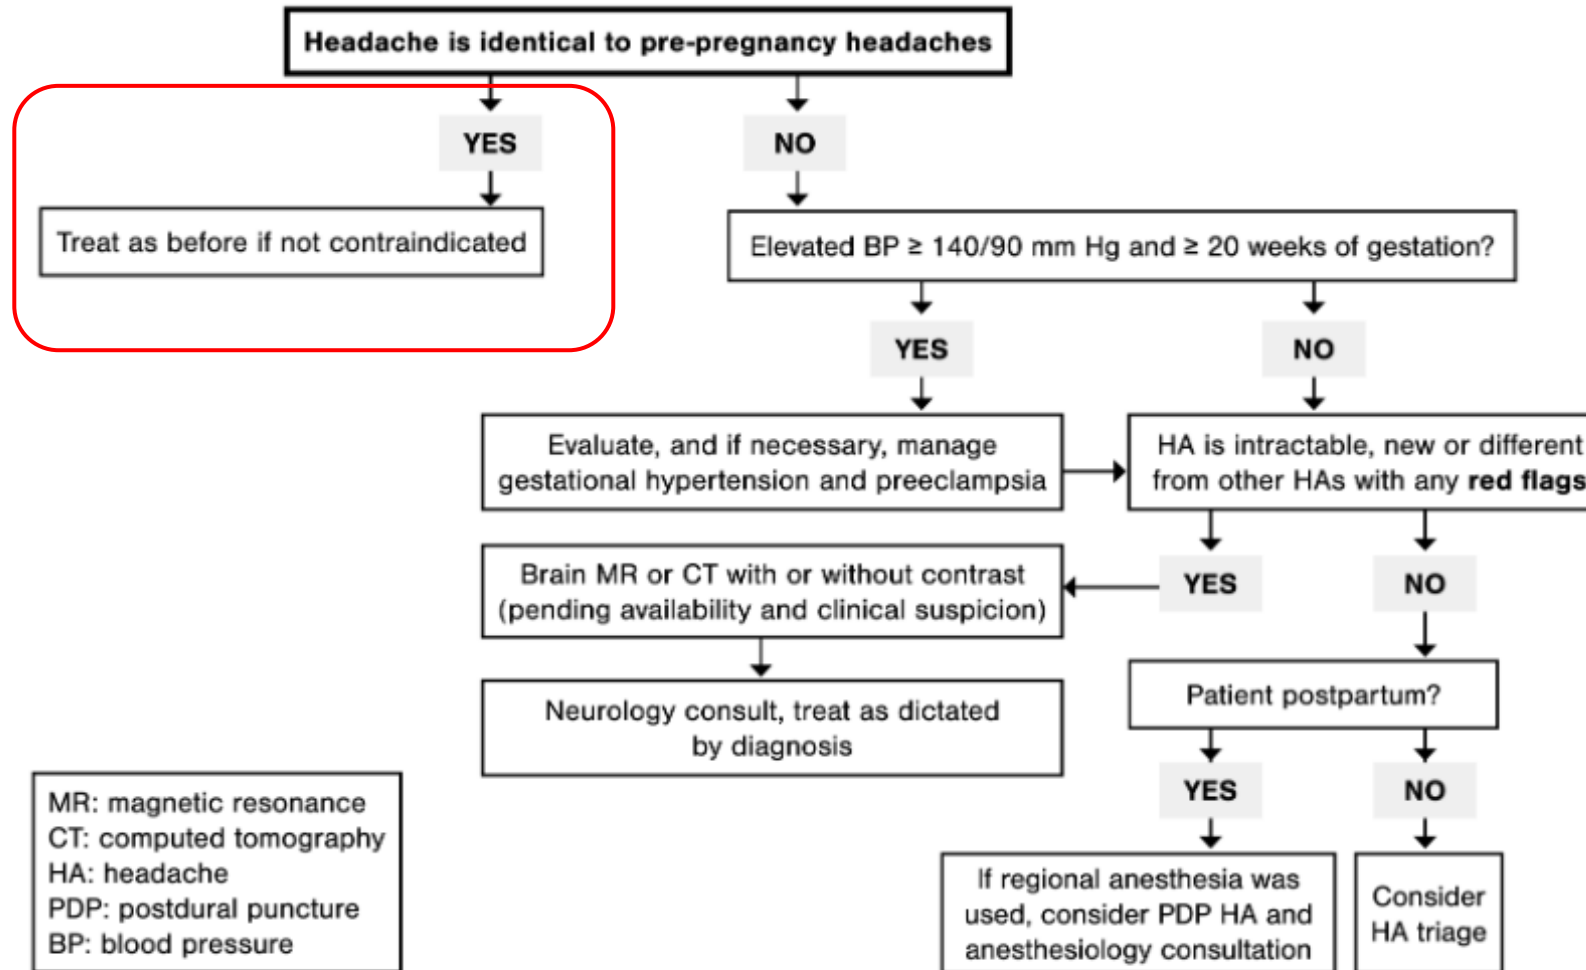 Headache is identical to pre-pregnancy headaches
YES
NO
Treat as before if not contraindicated
Elevated BP ≥ 140/90 mm Hg and ≥ 20 weeks of gestation?
YES
NO
Evaluate, and if necessary, manage
gestational hypertension and preeclampsia
HA is intractable, new or different
from other HAs with any red flags
Brain MR or CT with or without contrast
(pending availability and clinical suspicion)
YES
NO
Neurology consult, treat as dictated
by diagnosis
Patient postpartum?
YES
NO
MR: magnetic resonance
CT: computed tomography
HA: headache
PDP: postdural puncture
BP: blood pressure
If regional anesthesia was
used, consider PDP HA and
anesthesiology consultation
Consider
HA triage